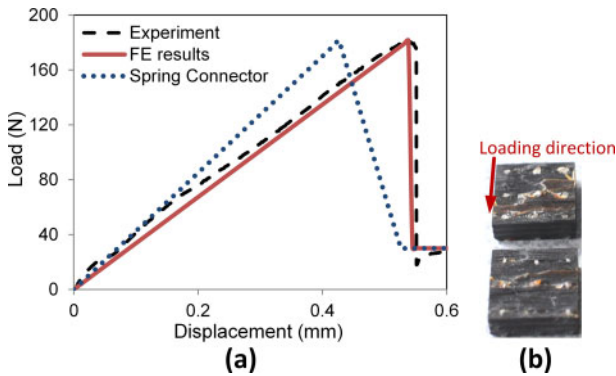 200
160
120
80
40
0
Load (N)
Experiment
FE results
Spring Connector
0
0.2
0.4
0.6
Displacement (mm)
(a)
Loading direction
(b)